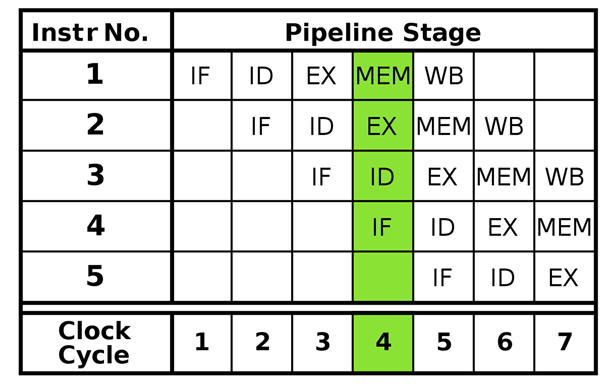 Instr No. Pipeline Stage
1 IF ID EX MEM WB
2 IF ID EX MEM WB
3 IF ID EX MEM WB
4 IF ID EX MEM
5 IF ID EX
Clock
Cycle 1 2 3 4 5 6 7